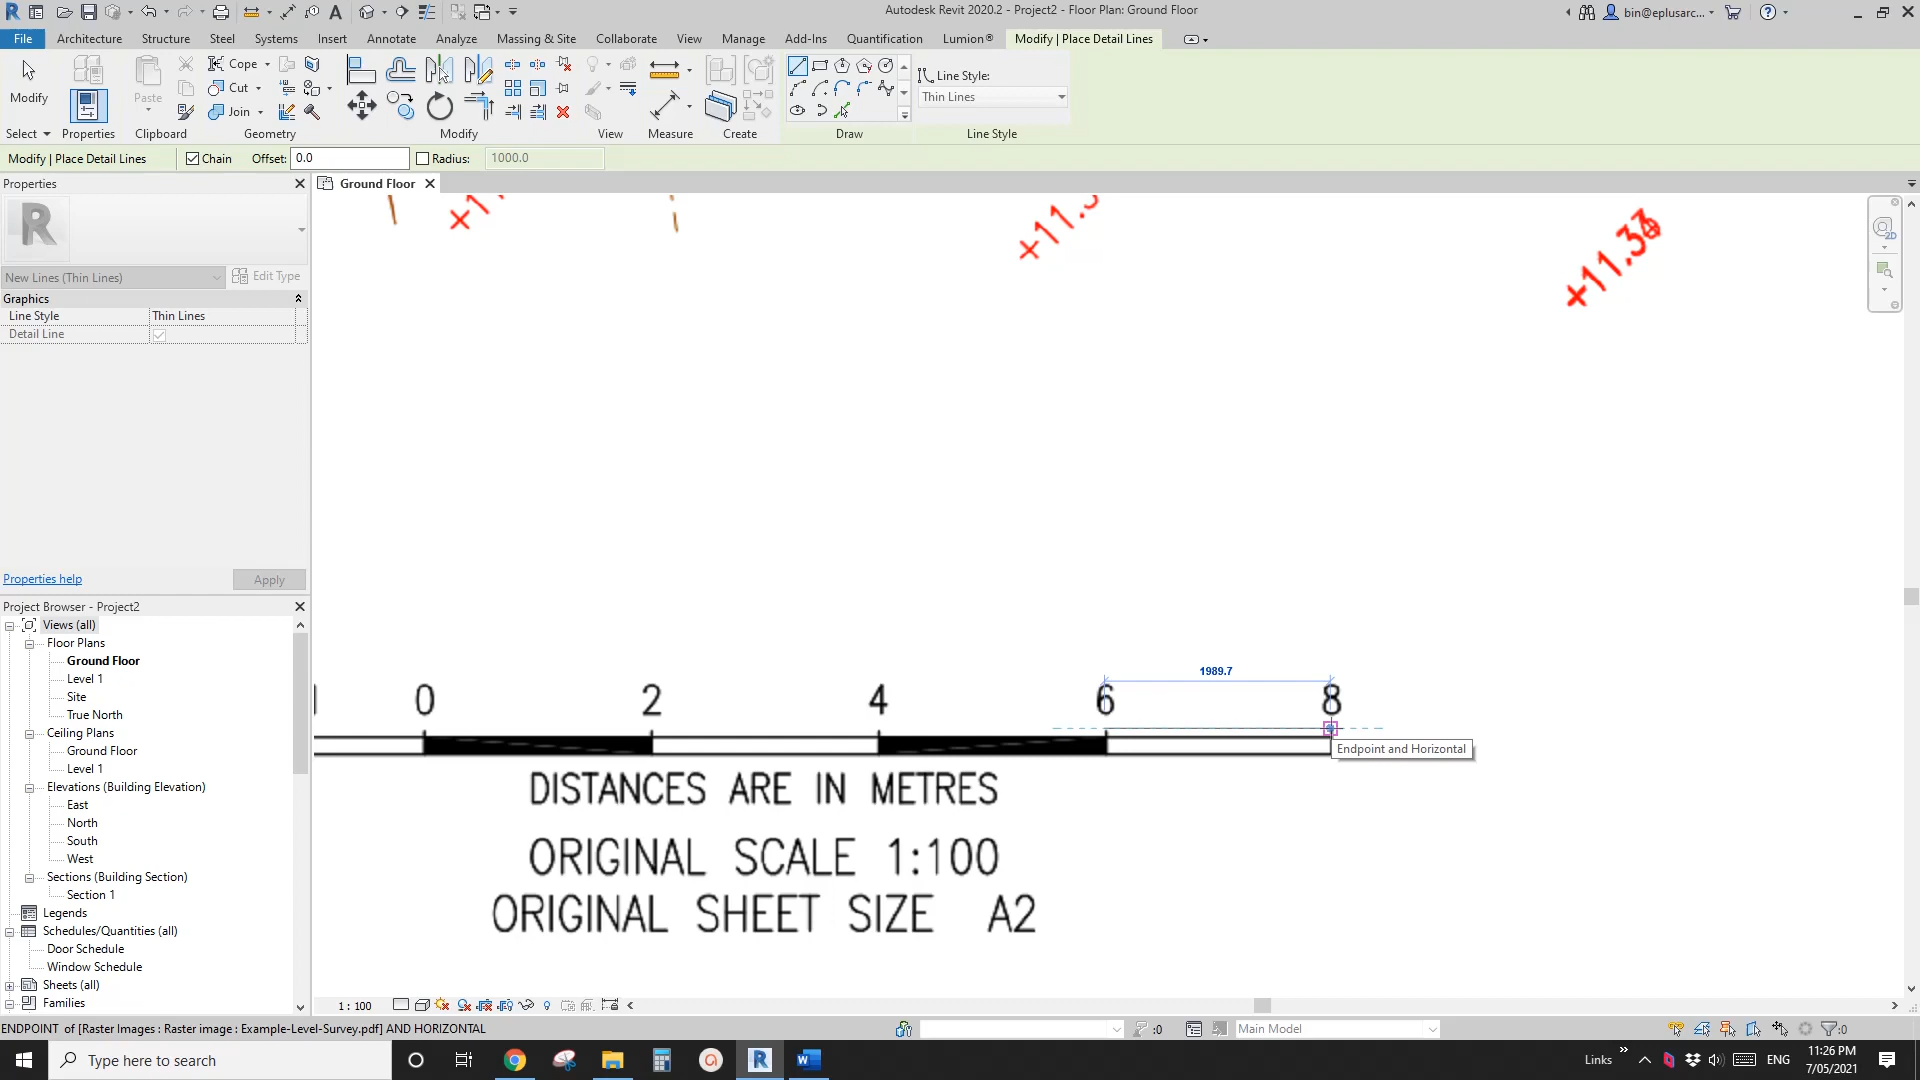 Autodesk Revit 2020.2 - Project2 - Floor Plan: Ground Floor
bin@eplusarc...
File Architecture Structure Steel Systems Insert Annotate Analyze Massing & Site Collaborate View Manage Add-Ins Quantification Lumion® Modify | Place Detail Lines
Modify
Paste
Cope
Cut
Join
Line Style:
Thin Lines
Select Properties Clipboard Geometry Modify View Measure Create Draw Line Style
Modify | Place Detail Lines Chain Offset: 0.0 Radius: 1000.0
Properties
Ground Floor
R
New Lines (Thin Lines) Edit Type
Graphics
Line Style Thin Lines
Detail Line
Properties help Apply
Project Browser - Project2
Views (all)
Floor Plans
Ground Floor
Level 1
Site
True North
Ceiling Plans
Ground Floor
Level 1
Elevations (Building Elevation)
East
North
South
West
Sections (Building Section)
Section 1
Legends
Schedules/Quantities (all)
Door Schedule
Window Schedule
Sheets (all)
Families
2D
1989.7
0 2 4 6 8
Endpoint and Horizontal
DISTANCES ARE IN METRES
ORIGINAL SCALE 1:100
ORIGINAL SHEET SIZE A2
1 : 100
ENDPOINT of [Raster Images : Raster image : Example-Level-Survey.pdf] AND HORIZONTAL
:0
Main Model
:0
Type here to search
Links
ENG
11:26 PM
7/05/2021